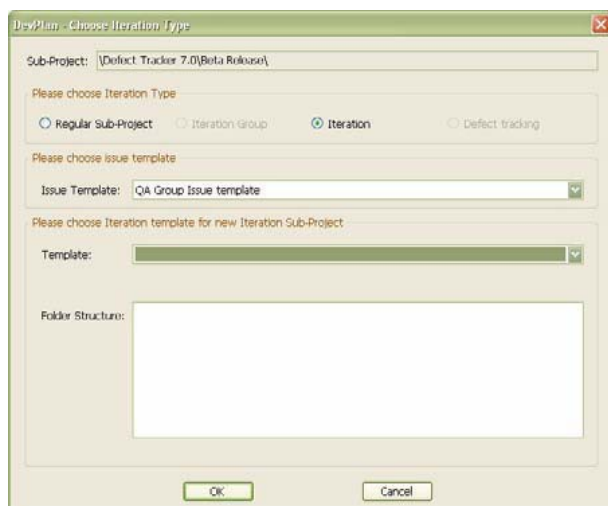 DevPlan - Choose Iteration Type
Sub-Project: \Defect Tracker 7.0\Beta Release\
Please choose Iteration Type
Regular Sub-Project Iteration Group Iteration Defect tracking
Please choose issue template
Issue Template: QA Group Issue template
Please choose Iteration template for new Iteration Sub-Project
Template:
Folder Structure:
OK Cancel